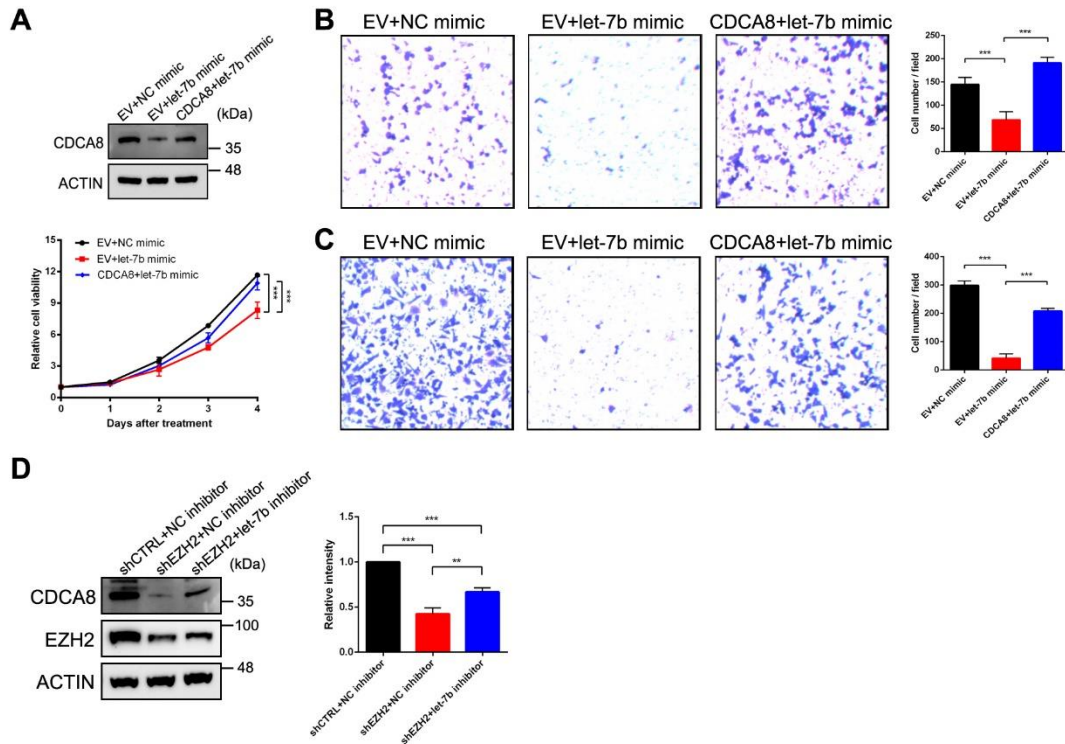 A
EV+NC mimic
EV+let-7b mimic
CDCA8+let-7b mimic
(kDa)
CDCA8
35
48
ACTIN
EV+NC mimic
EV+let-7b mimic
CDCA8+let-7b mimic
Relative cell viability
15
12
9
6
3
0
0 1 2 3 4
Days after treatment
***
***
B
EV+NC mimic
EV+let-7b mimic
CDCA8+let-7b mimic
Cell number / field
250
200
150
100
50
0
*** ***
EV+NC mimic
EV+let-7b mimic
CDCA8+let-7b mimic
C
EV+NC mimic
EV+let-7b mimic
CDCA8+let-7b mimic
Cell number / field
400
300
200
100
0
*** ***
EV+NC mimic
EV+let-7b mimic
CDCA8+let-7b mimic
D
shCTRL+NC inhibitor
shEZH2+NC inhibitor
shEZH2+let-7b inhibitor
(kDa)
CDCA8
35
100
EZH2
48
ACTIN
Relative intensity
1.5
1.0
0.5
0.0
***
***
**
shCTRL+NC inhibitor
shEZH2+NC inhibitor
shEZH2+let-7b inhibitor